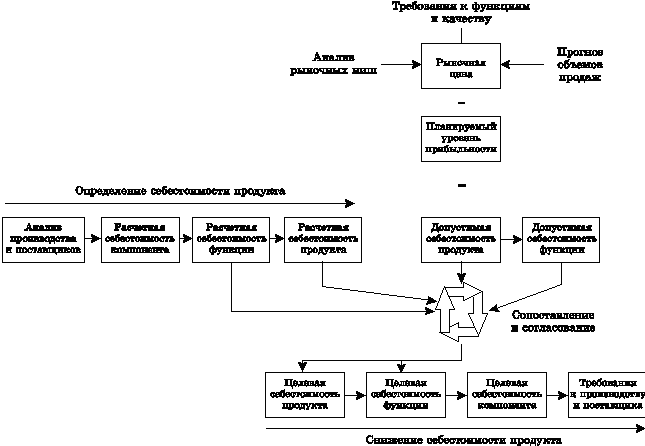 Требования к функциям
и качеству
Анализ
рыночных ниш
Рыночная
цена
Прогноз
объемов
продаж
–
Планируемый
уровень
прибыльности
=
Определение себестоимости продукта
Анализ
производства
и поставщиков
Расчетная
себестоимость
компонента
Расчетная
себестоимость
функции
Расчетная
себестоимость
продукта
Допустимая
себестоимость
продукта
Допустимая
себестоимость
функции
Сопоставление
и согласование
Целевая
себестоимость
продукта
Целевая
себестоимость
функции
Целевая
себестоимость
компонента
Требования
к производству
и поставщика
Снижение себестоимости продукта